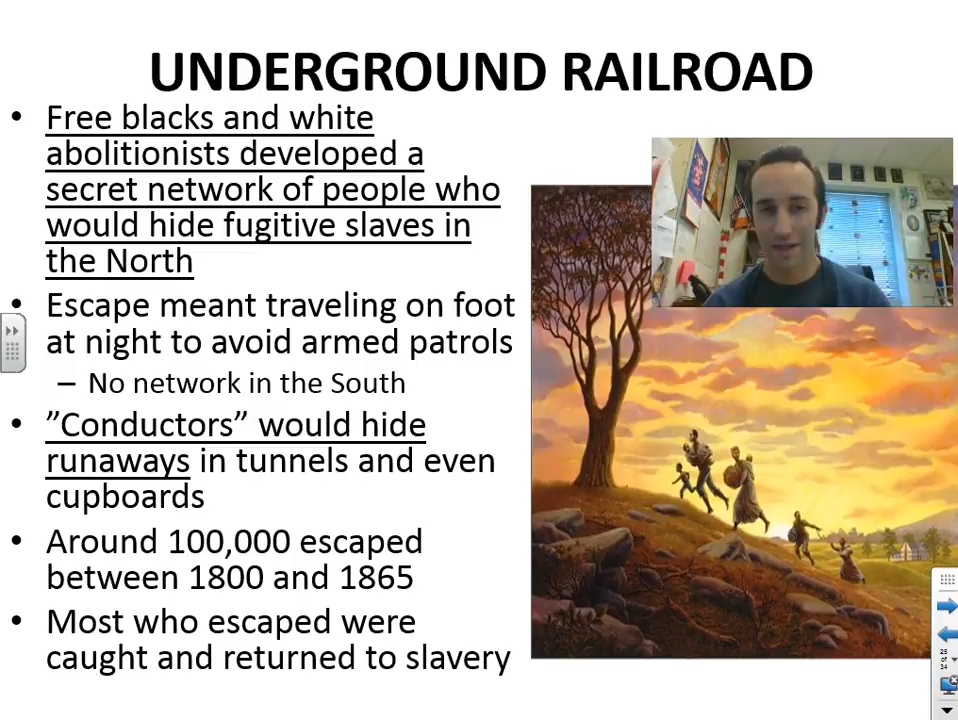 UNDERGROUND RAILROAD
• Free blacks and white
abolitionists developed a
secret network of people who
would hide fugitive slaves in
the North
• Escape meant traveling on foot
at night to avoid armed patrols
– No network in the South
• ”Conductors” would hide
runaways in tunnels and even
cupboards
• Around 100,000 escaped
between 1800 and 1865
• Most who escaped were
caught and returned to slavery
25
of
34